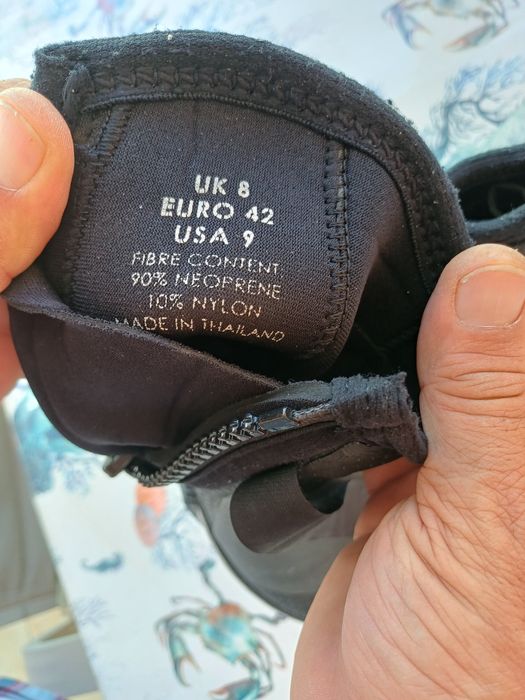 UK 8
EURO 42
USA 9
FIBRE CONTENT
90% NEOPRENE
10% NYLON
MADE IN THAILAND